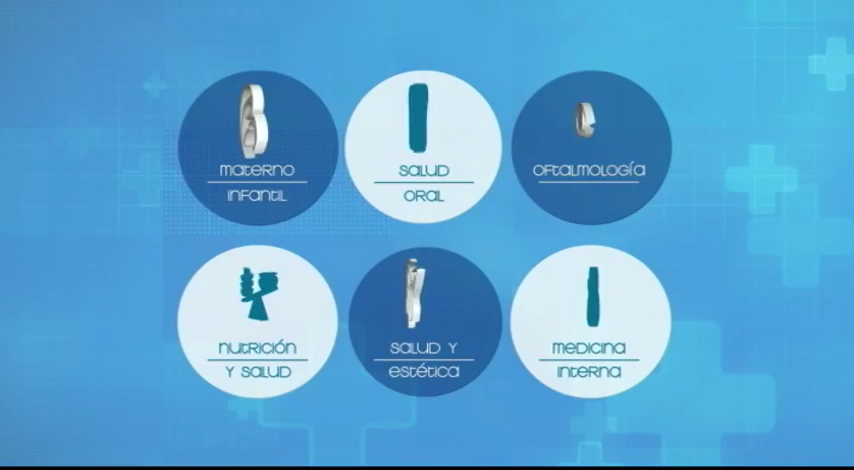 MATERNO
INFANTIL
SALUD
ORAL
OFTALMOLOGÍA
NUTRICIÓN
Y SALUD
SALUD Y
ESTÉTICA
MEDICINA
INTERNA